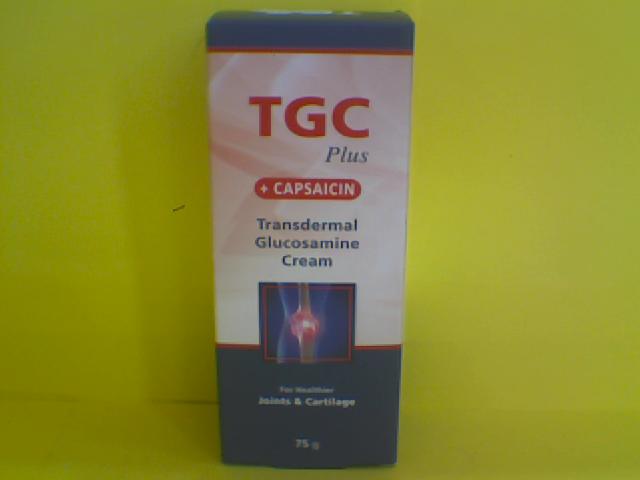 TGC
Plus
+ CAPSAICIN
Transdermal
Glucosamine
Cream
For Healthier
Joints & Cartilage
75 g